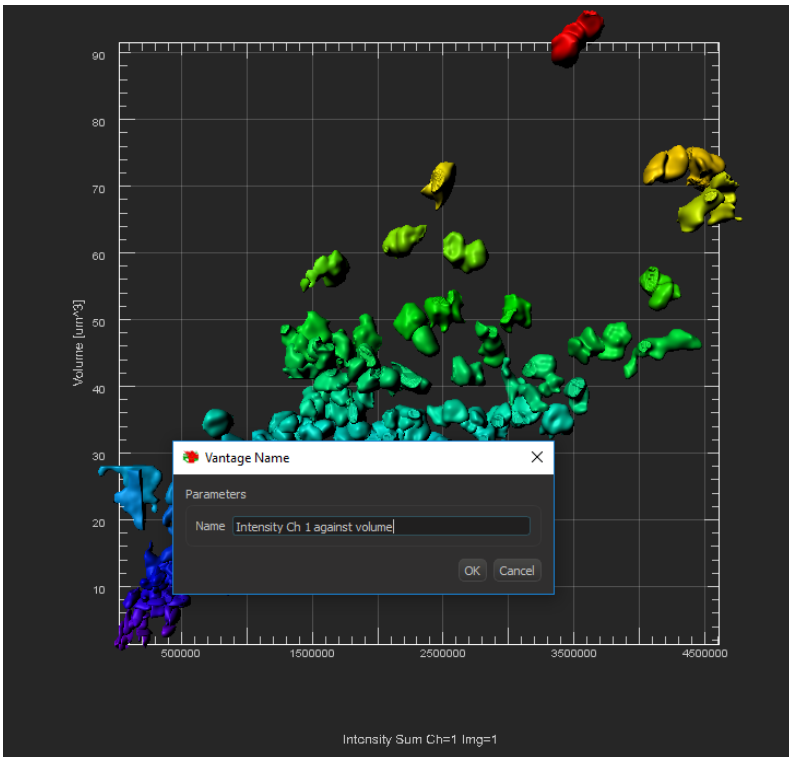 90
80
70
60
50
40
30
20
10
Volume [um^3]
Vantage Name
Parameters
Name Intensity Ch 1 against volume
OK Cancel
500000 1500000 2500000 3500000 4500000
Intensity Sum Ch=1 Img=1